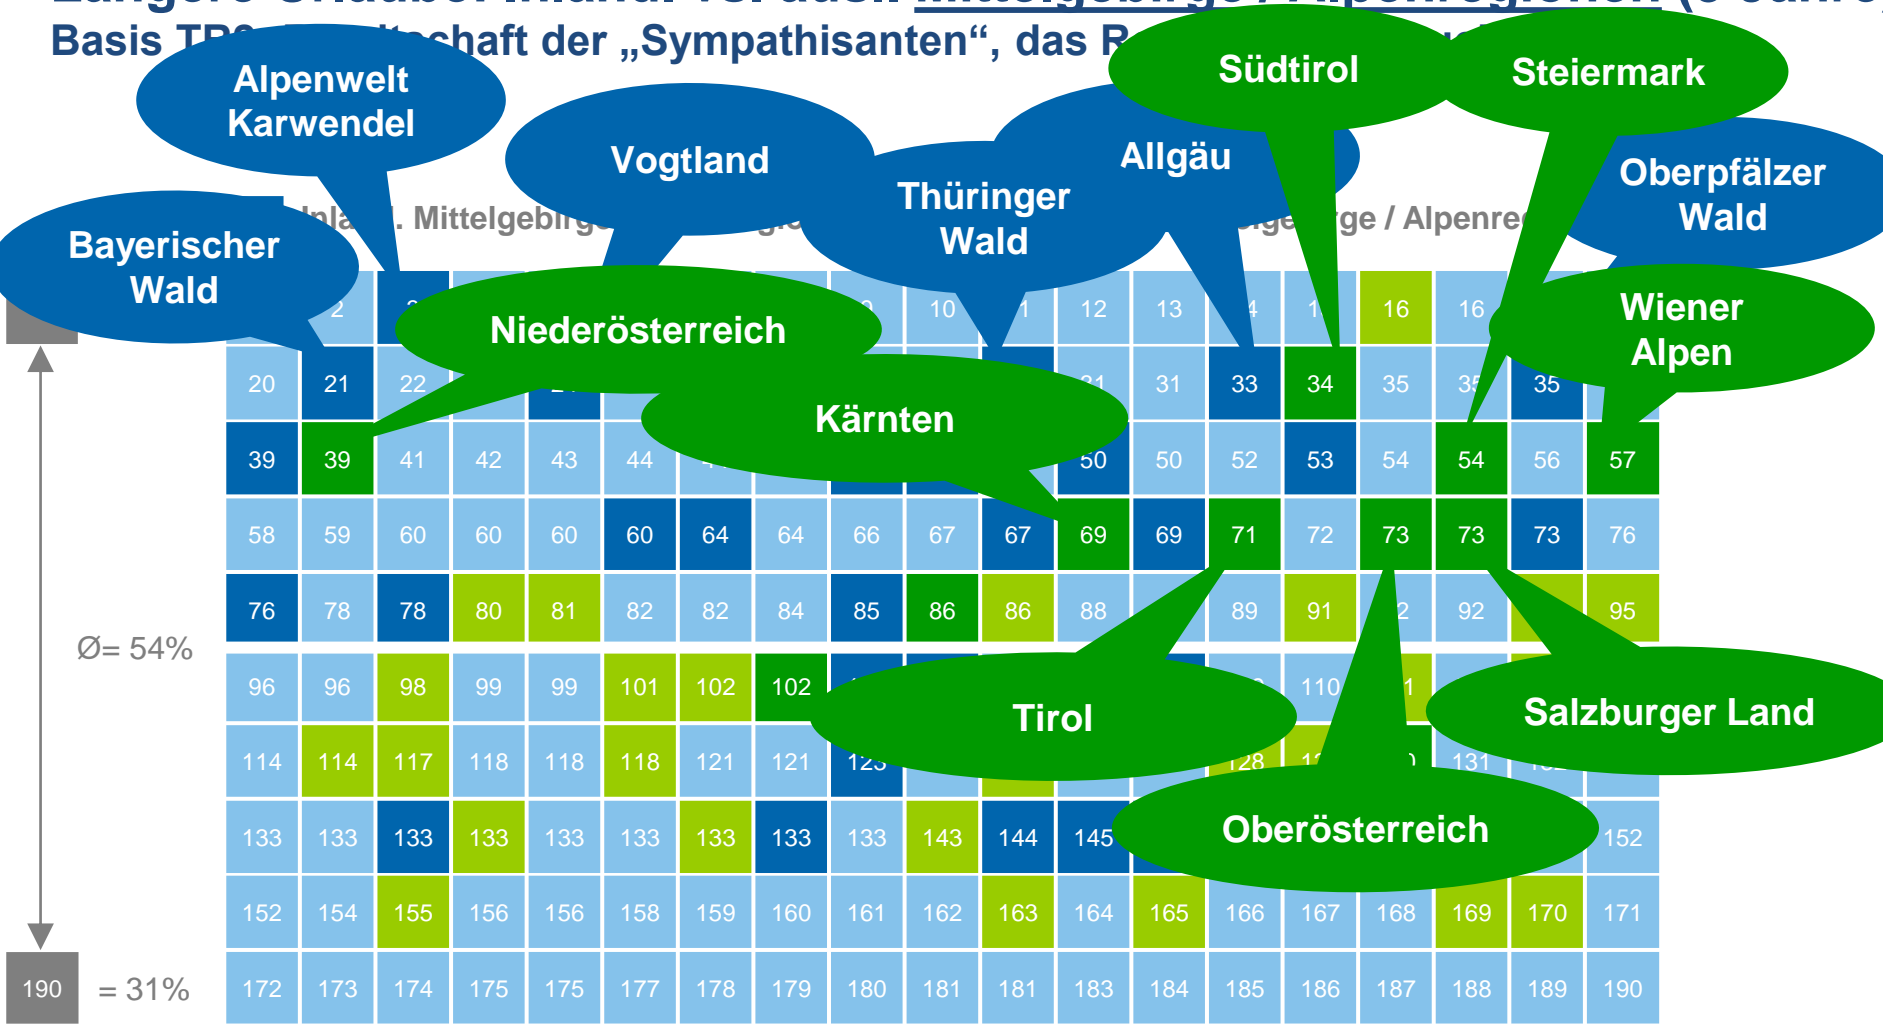 Basis
schaft der „Sympathisanten“, das
Alpenwelt
Karwendel
Vogtland
Thüringer
Wald
Allgäu
Südtirol
Steiermark
Oberpfälzer
Wald
Bayerischer
Wald
Mittelgebirge
/ Alpenre
Niederösterreich
Kärnten
Wiener
Alpen
2 10 12 13 16 16
20 21 22 31 33 34 35 35 35
39 39 41 42 43 44 50 50 52 53 54 54 56 57
58 59 60 60 60 60 64 64 66 67 67 69 69 71 72 73 73 73 76
76 78 78 80 81 82 82 84 85 86 86 88 89 91 92 95
Ø= 54%
96 96 98 99 99 101 102 102 110
Tirol
Salzburger Land
114 114 117 118 118 118 121 121 123 128 131
Oberösterreich
133 133 133 133 133 133 133 133 133 143 144 145 152
152 154 155 156 156 158 159 160 161 162 163 164 165 166 167 168 169 170 171
190 = 31% 172 173 174 175 175 177 178 179 180 181 181 183 184 185 186 187 188 189 190